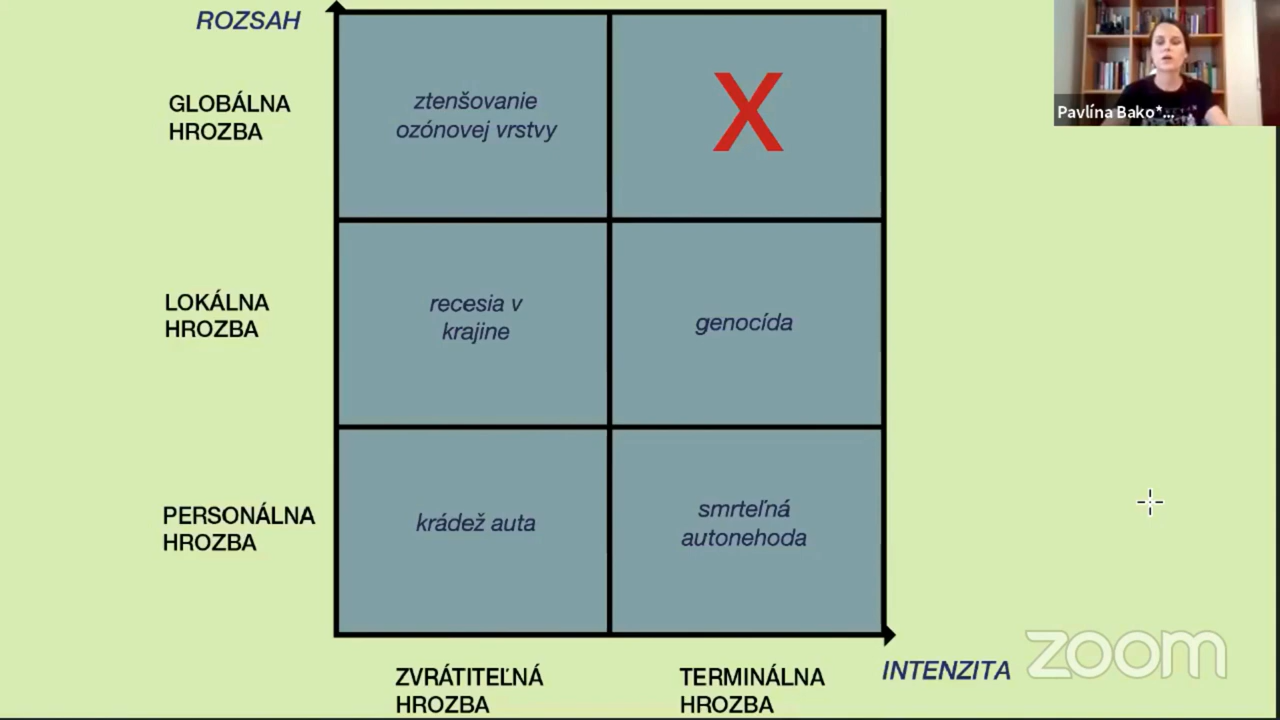 ROZSAH
GLOBÁLNA
HROZBA
ztenšovanie
ozónovej vrstvy
X
Pavlína Bako*...
LOKÁLNA
HROZBA
recesia v
krajine
genocída
PERSONÁLNA
HROZBA
krádež auta
smrteľná
autonehoda
ZVRÁTITEĽNÁ
HROZBA
TERMINÁLNA
HROZBA
INTENZITA
zoom